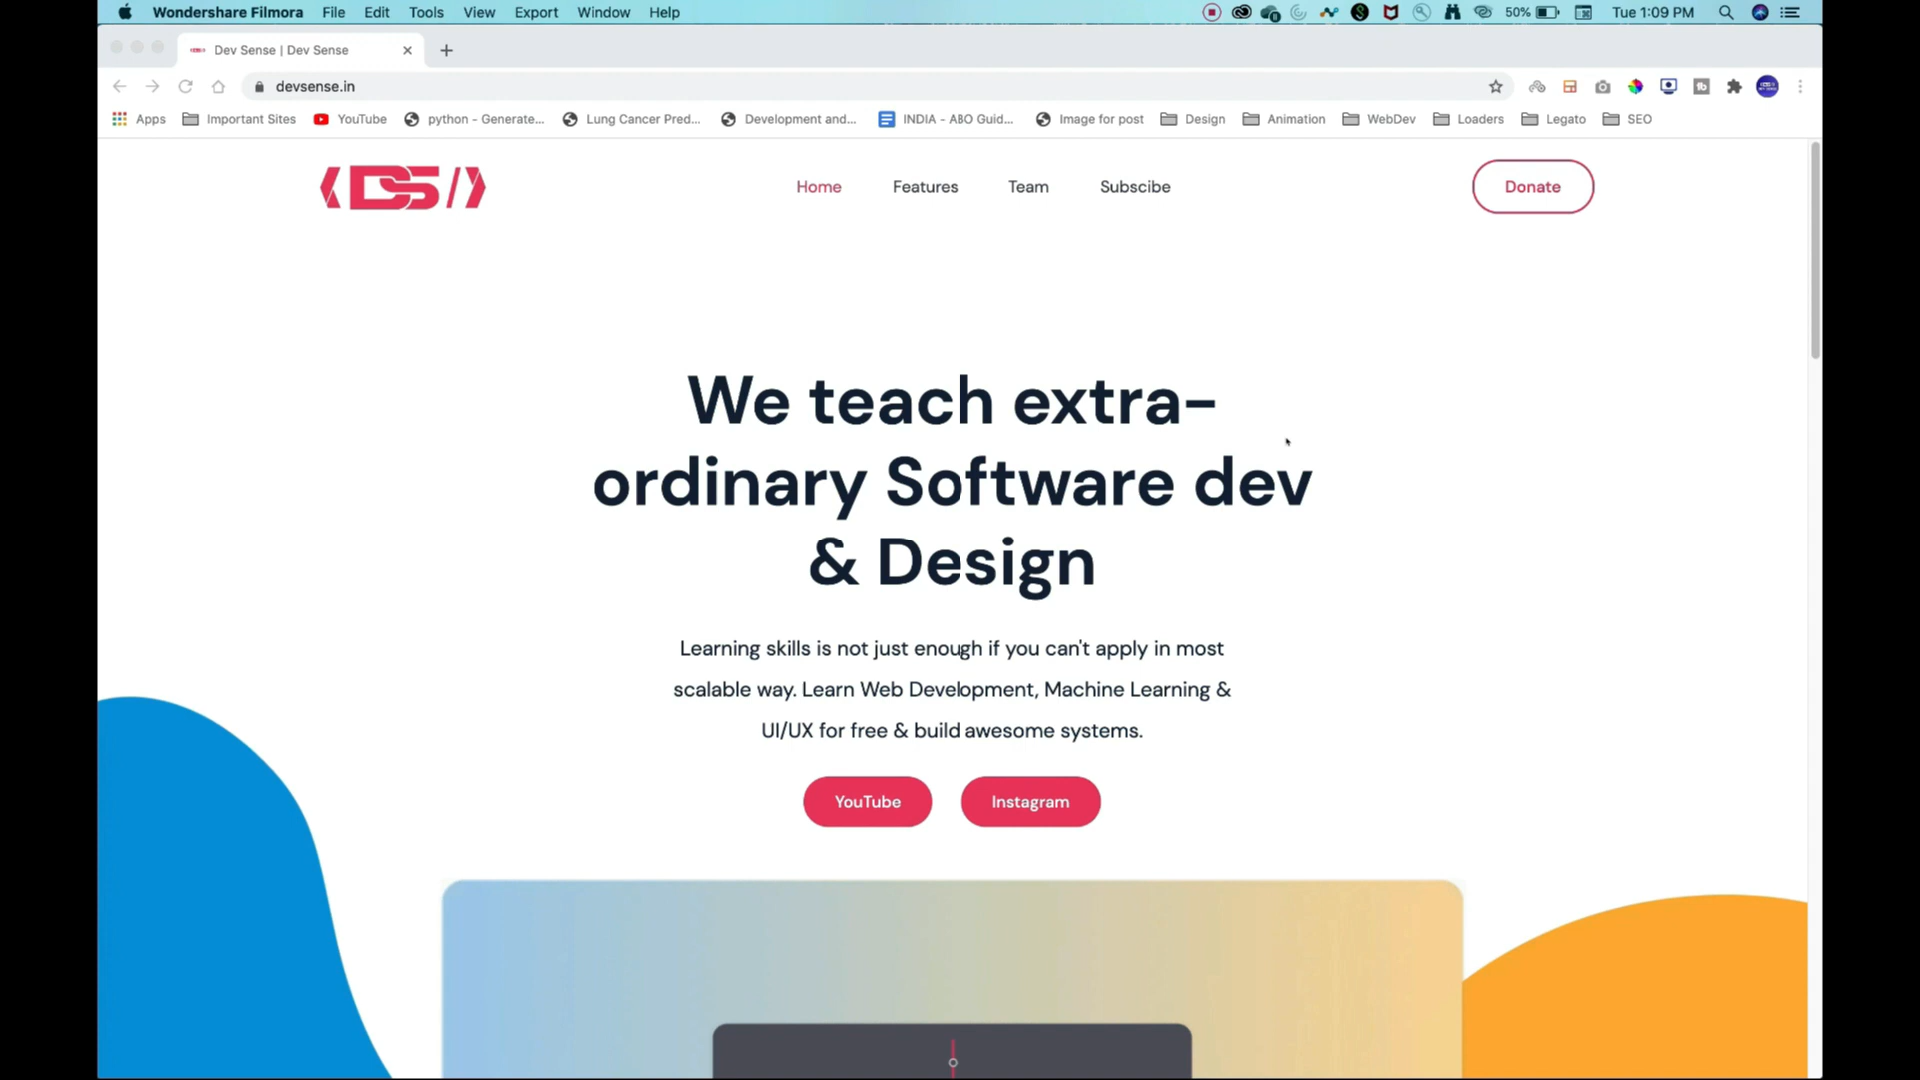 Wondershare Filmora File Edit Tools View Export Window Help 50% Tue 1:09 PM
Dev Sense | Dev Sense
devsense.in
Apps Important Sites YouTube python - Generate... Lung Cancer Pred... Development and... INDIA - ABO Guid... Image for post Design Animation WebDev Loaders Legato SEO
DS Home Features Team Subscibe Donate
We teach extra-
ordinary Software dev
& Design
Learning skills is not just enough if you can't apply in most
scalable way. Learn Web Development, Machine Learning &
UI/UX for free & build awesome systems.
YouTube Instagram